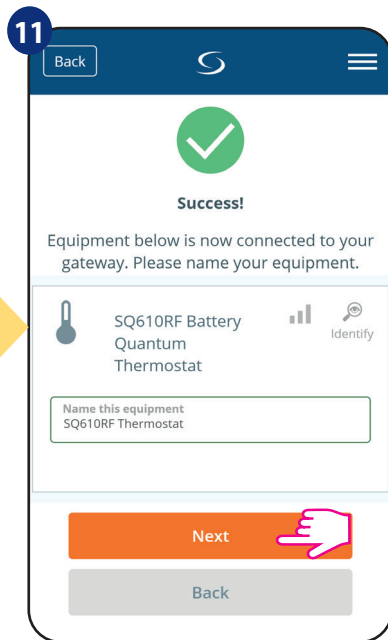 11
Back
Success!
Equipment below is now connected to your
gateway. Please name your equipment.
SQ610RF Battery
Quantum
Thermostat
Identify
Name this equipment
SQ610RF Thermostat
Next
Back